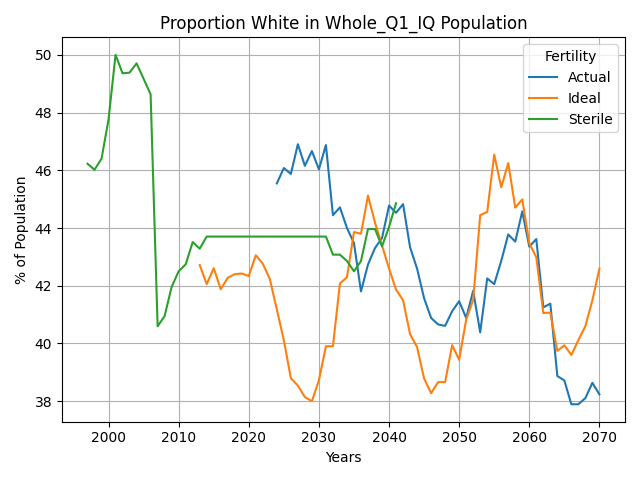 Proportion White in Whole_Q1_IQ Population
Fertility
Actual
Ideal
Sterile
% of Population
50
48
46
44
42
40
38
2000
2010
2020
2030
2040
2050
2060
2070
Years